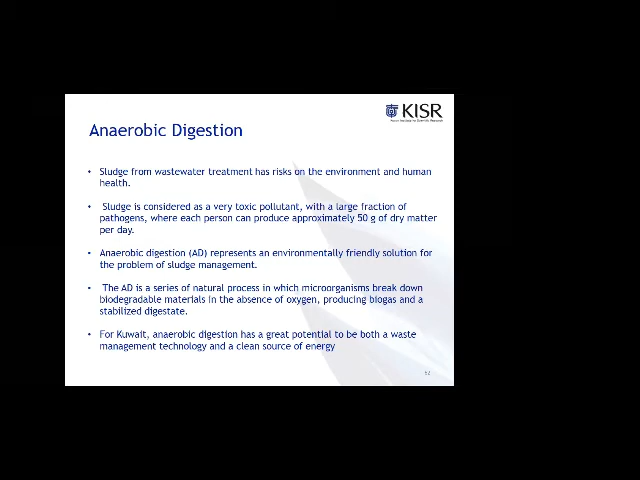 KISR
Kuwait Institute for Scientific Research
Anaerobic Digestion
• Sludge from wastewater treatment has risks on the environment and human
health.
• Sludge is considered as a very toxic pollutant, with a large fraction of
pathogens, where each person can produce approximately 50 g of dry matter
per day.
• Anaerobic digestion (AD) represents an environmentally friendly solution for
the problem of sludge management.
• The AD is a series of natural process in which microorganisms break down
biodegradable materials in the absence of oxygen, producing biogas and a
stabilized digestate.
• For Kuwait, anaerobic digestion has a great potential to be both a waste
management technology and a clean source of energy